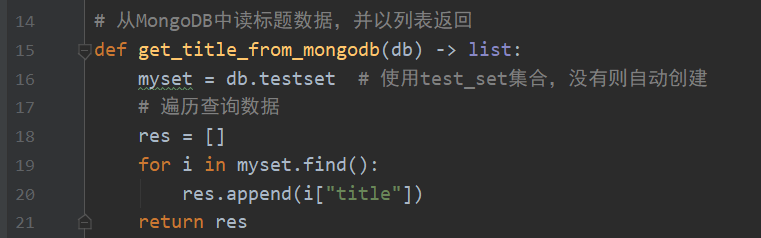 14 # 从MongoDB中读标题数据，并以列表返回
15 def get_title_from_mongodb(db) -> list:
16     myset = db.testset  # 使用test_set集合，没有则自动创建
17     # 遍历查询数据
18     res = []
19     for i in myset.find():
20         res.append(i["title"])
21     return res